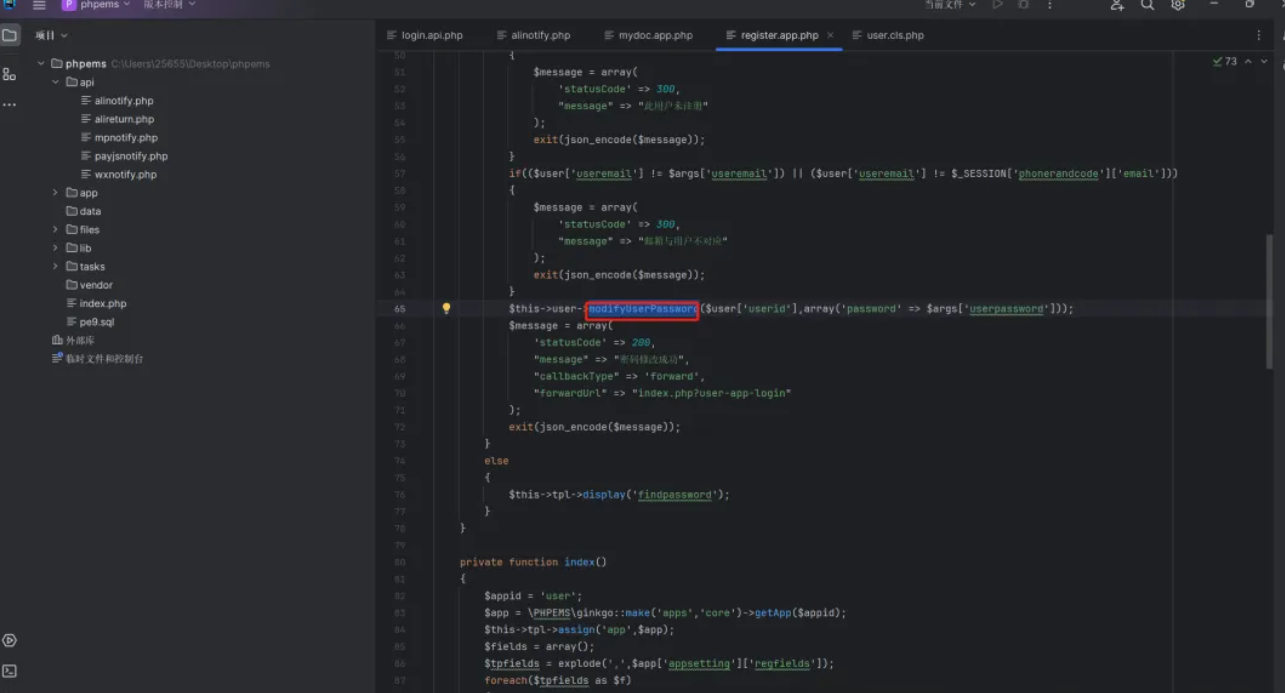 P phpems 版本控制 当前文件
项目
login.api.php alinotify.php mydoc.app.php register.app.php user.cls.php
phpems C:\Users\25655\Desktop\phpems
api
alinotify.php
alireturn.php
mpnotify.php
payjsnotify.php
wxnotify.php
app
data
files
lib
tasks
vendor
index.php
pe9.sql
外部库
临时文件和控制台
73
50 {
51 $message = array(
52 'statusCode' => 300,
53 "message" => "此用户未注册"
54 );
55 exit(json_encode($message));
56 }
57 if(($user['useremail'] != $args['useremail']) || ($user['useremail'] != $_SESSION['phonerandcode']['email']))
58 {
59 $message = array(
60 'statusCode' => 300,
61 "message" => "邮箱与用户不对应"
62 );
63 exit(json_encode($message));
64 }
65 $this->user->modifyUserPassword($user['userid'],array('password' => $args['userpassword']));
66 $message = array(
67 'statusCode' => 200,
68 "message" => "密码修改成功",
69 "callbackType" => 'forward',
70 "forwardUrl" => "index.php?user-app-login"
71 );
72 exit(json_encode($message));
73 }
74 else
75 {
76 $this->tpl->display('findpassword');
77 }
78 }
79
80 private function index()
81 {
82 $appid = 'user';
83 $app = \PHPEMS\ginkgo::make('apps','core')->getApp($appid);
84 $this->tpl->assign('app',$app);
85 $fields = array();
86 $tpfields = explode(',',$app['appsetting']['regfields']);
87 foreach($tpfields as $f)